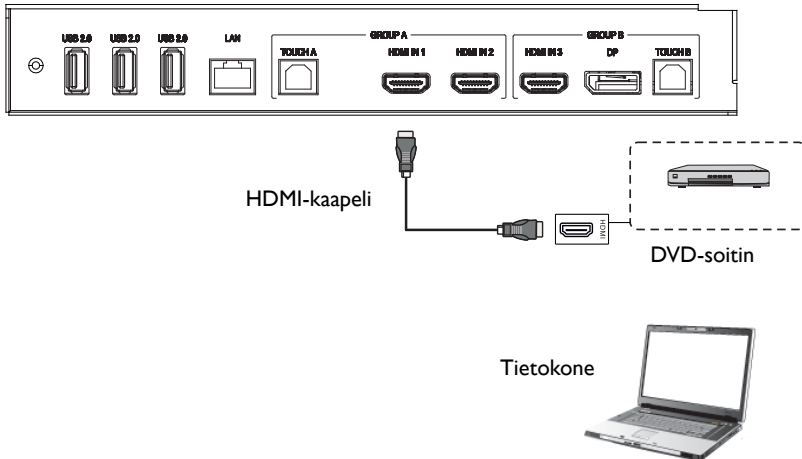 USB 2.0 USB 2.0 USB 2.0 LAN GROUP A GROUP B
TOUCH A HDMI IN 1 HDMI IN 2 HDMI IN 3 DP TOUCH B
HDMI-kaapeli
HDMI
DVD-soitin
Tietokone